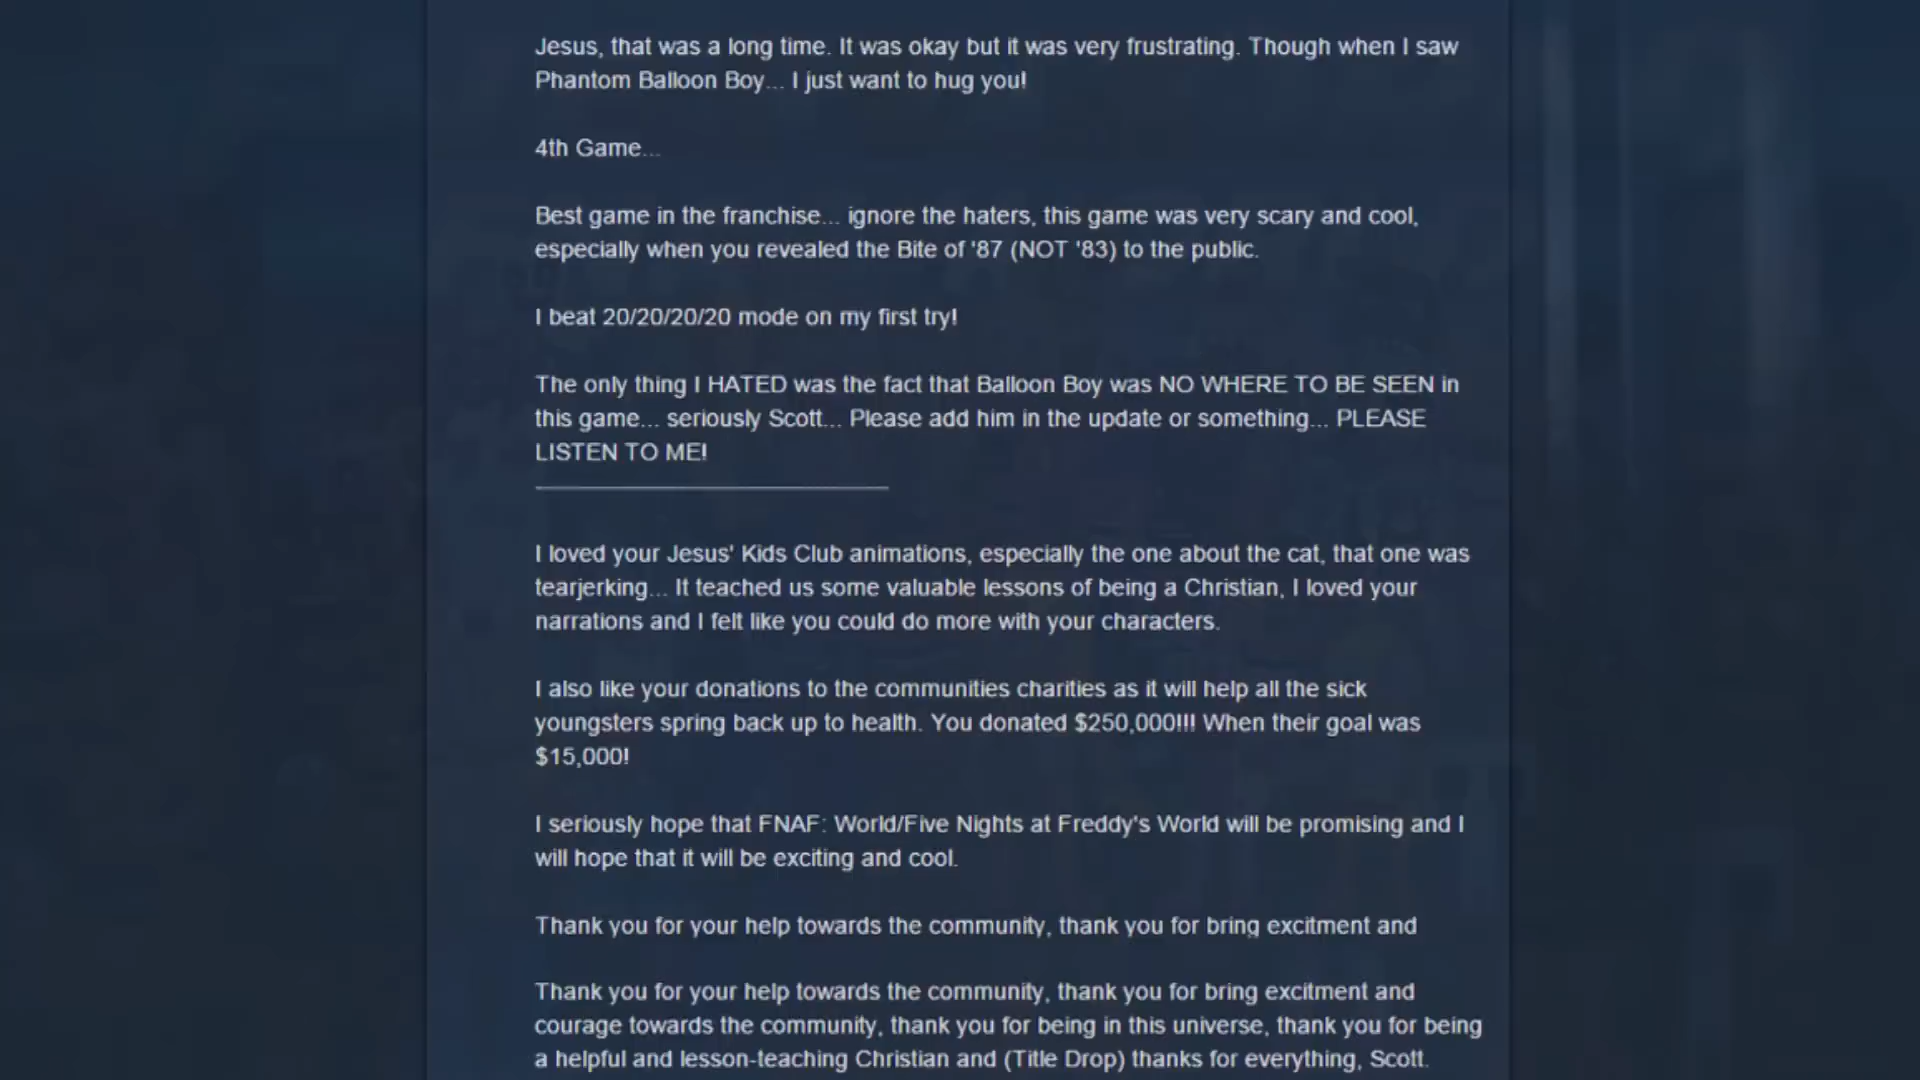 Jesus, that was a long time. It was okay but it was very frustrating. Though when I saw
Phantom Balloon Boy... I just want to hug you!
4th Game...
Best game in the franchise... ignore the haters, this game was very scary and cool,
especially when you revealed the Bite of '87 (NOT '83) to the public.
I beat 20/20/20/20 mode on my first try!
The only thing I HATED was the fact that Balloon Boy was NO WHERE TO BE SEEN in
this game... seriously Scott... Please add him in the update or something... PLEASE
LISTEN TO ME!
I loved your Jesus' Kids Club animations, especially the one about the cat, that one was
tearjerking... It teached us some valuable lessons of being a Christian, I loved your
narrations and I felt like you could do more with your characters.
I also like your donations to the communities charities as it will help all the sick
youngsters spring back up to health. You donated $250,000!!! When their goal was
$15,000!
I seriously hope that FNAF: World/Five Nights at Freddy's World will be promising and I
will hope that it will be exciting and cool.
Thank you for your help towards the community, thank you for bring excitment and
Thank you for your help towards the community, thank you for bring excitment and
courage towards the community, thank you for being in this universe, thank you for being
a helpful and lesson-teaching Christian and (Title Drop) thanks for everything, Scott.